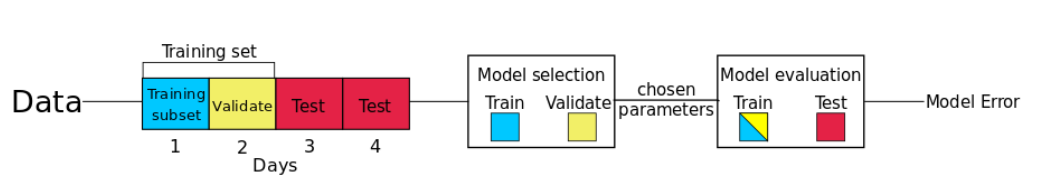 Data
Training set
Training
subset
Validate
Test
Test
1
2
3
4
Days
Model selection
Train
Validate
chosen
parameters
Model evaluation
Train
Test
Model Error